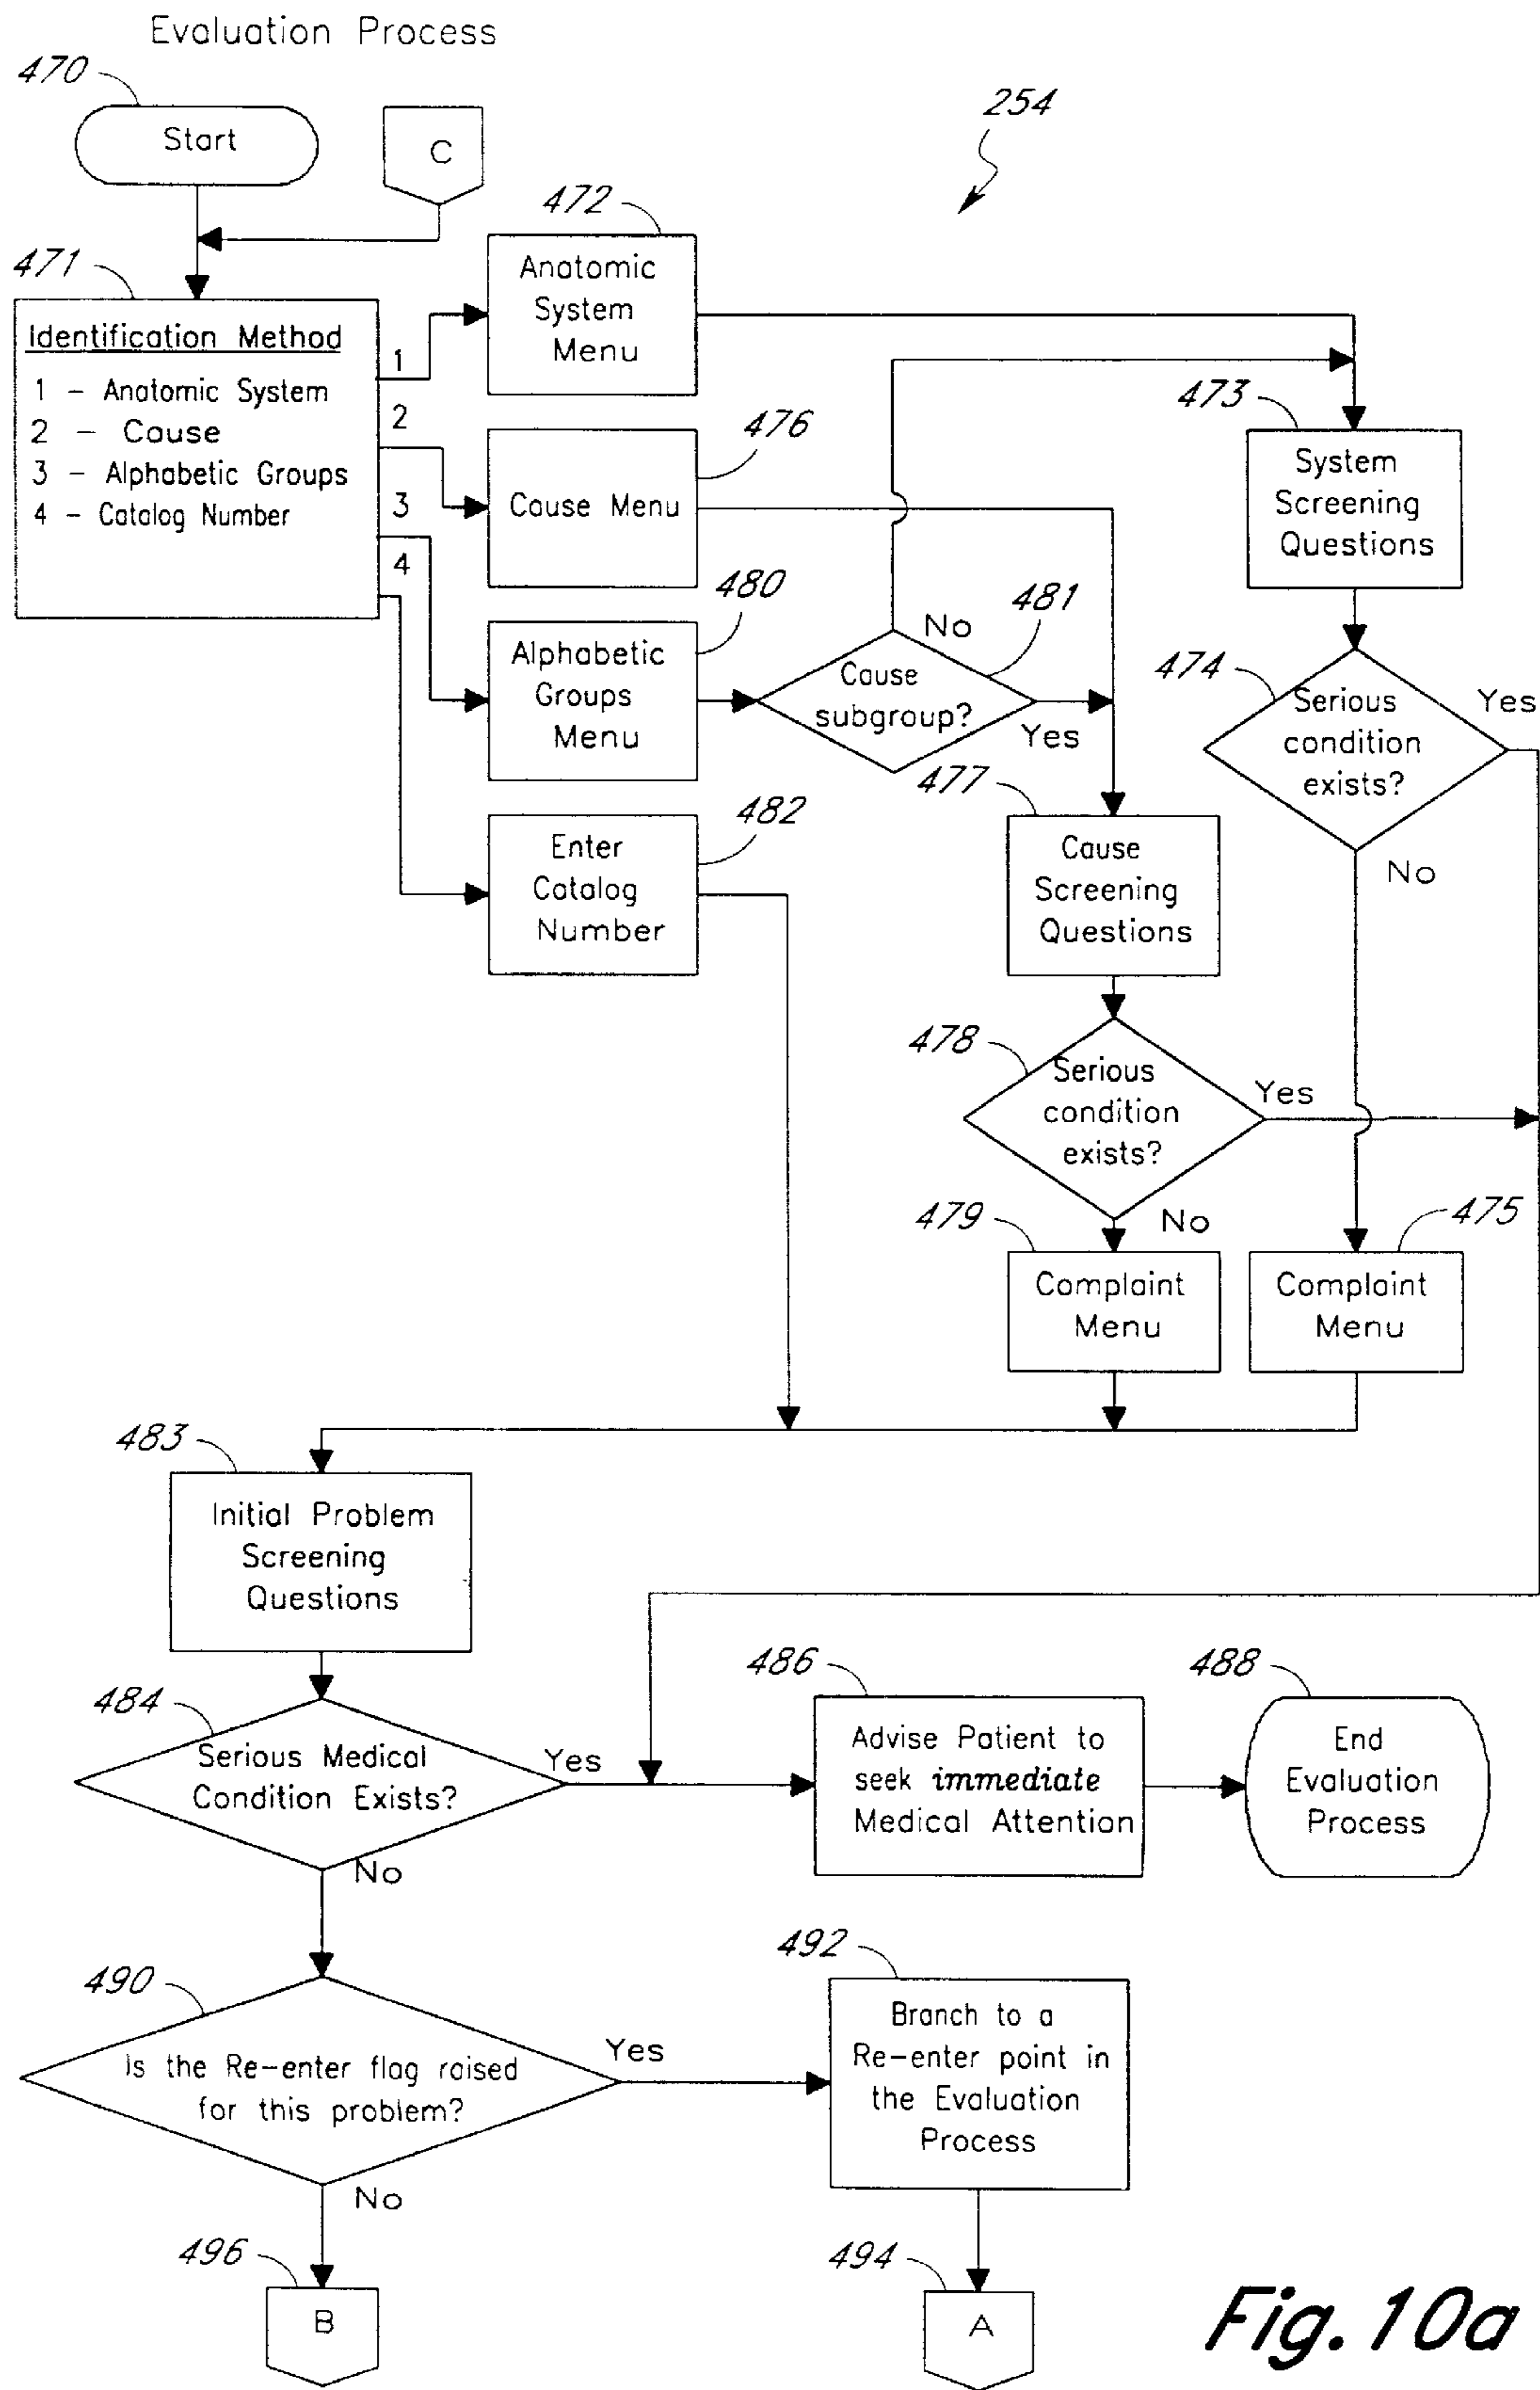 Evaluation Process
470
Start
C
254
472
Anatomic
System
Menu
471
Identification Method
1 - Anatomic System
2 - Cause
3 - Alphabetic Groups
4 - Catalog Number
1
2
3
4
476
Cause Menu
473
System
Screening
Questions
480
Alphabetic
Groups
Menu
481
Cause
subgroup?
No
Yes
474
Serious
condition
exists?
Yes
No
482
Enter
Catalog
Number
477
Cause
Screening
Questions
478
Serious
condition
exists?
Yes
No
479
Complaint
Menu
475
Complaint
Menu
483
Initial Problem
Screening
Questions
484
Serious Medical
Condition Exists?
Yes
No
486
Advise Patient to
seek immediate
Medical Attention
488
End
Evaluation
Process
490
Is the Re-enter flag raised
for this problem?
Yes
No
492
Branch to a
Re-enter point in
the Evaluation
Process
496
B
494
A
Fig. 10a